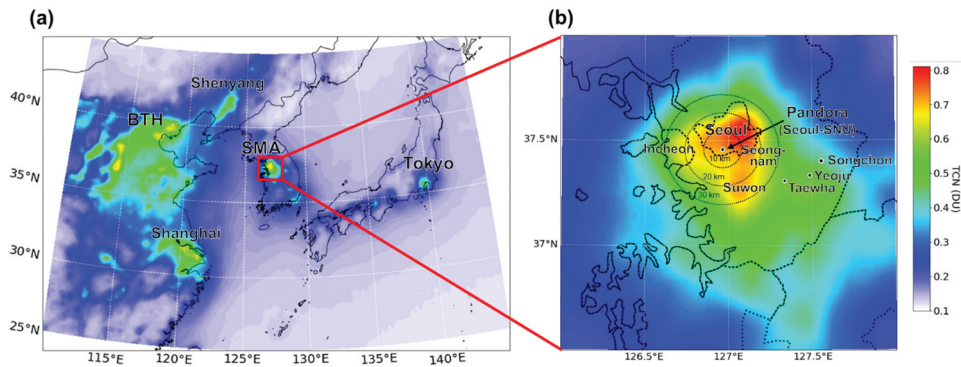 (a)
(b)
Shenyang
BTH
SMA
Tokyo
Shanghai
40°N
35°N
30°N
25°N
115°E
120°E
125°E
130°E
135°E
140°E
Pandora
(Seoul-SNU)
Seoul
Incheon
Seong-
nam
10 km
20 km
30 km
Suwon
Songchon
Yeoju
Taewha
37.5°N
37°N
126.5°E
127°E
127.5°E
0.8
0.7
0.6
0.5
0.4
0.3
0.2
0.1
TCN (DU)